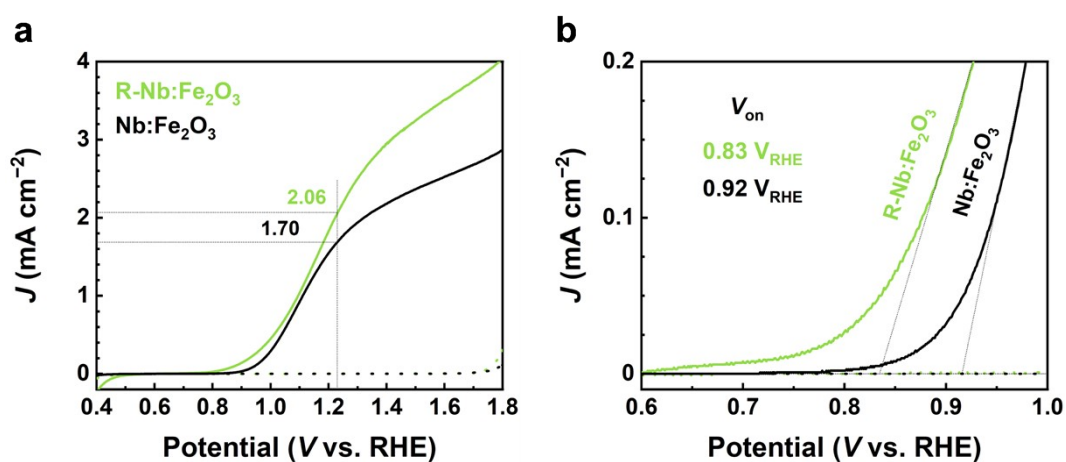 a
R-Nb:Fe₂O₃
Nb:Fe₂O₃
2.06
1.70
4
3
2
1
0
0.4 0.6 0.8 1.0 1.2 1.4 1.6 1.8
J (mA cm⁻²)
Potential (V vs. RHE)
b
V_on
0.83 V_RHE
0.92 V_RHE
R-Nb:Fe₂O₃
Nb:Fe₂O₃
0.2
0.1
0
0.6 0.7 0.8 0.9 1.0
J (mA cm⁻²)
Potential (V vs. RHE)